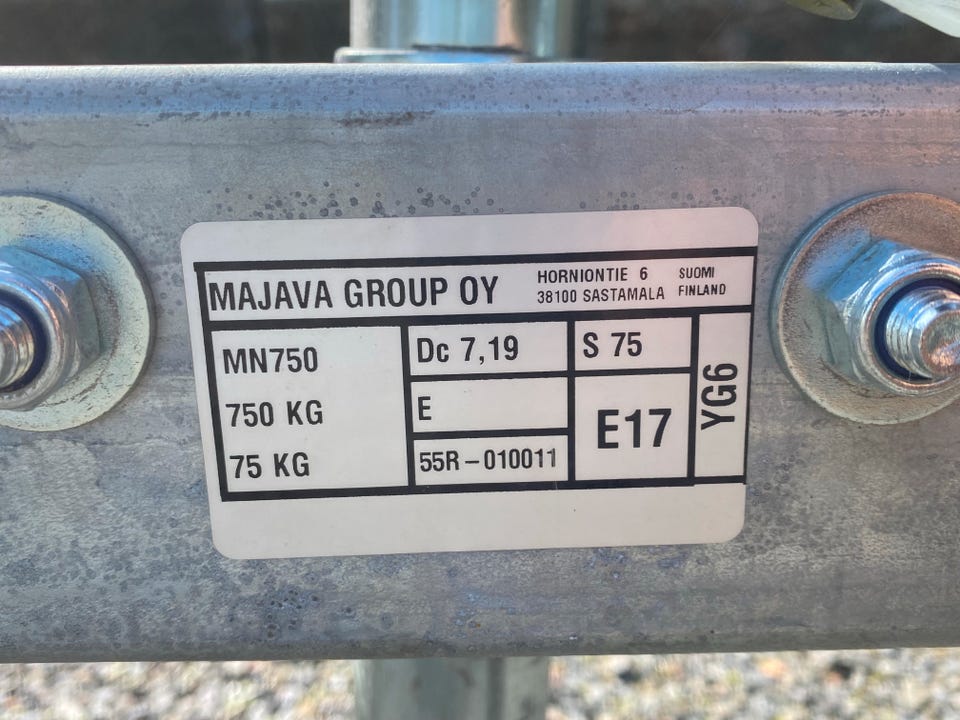 MAJAVA GROUP OY
HORNIONTIE 6 SUOMI
38100 SASTAMALA FINLAND
MN750
750 KG
75 KG
Dc 7,19
E
55R-010011
S 75
E17
YG6